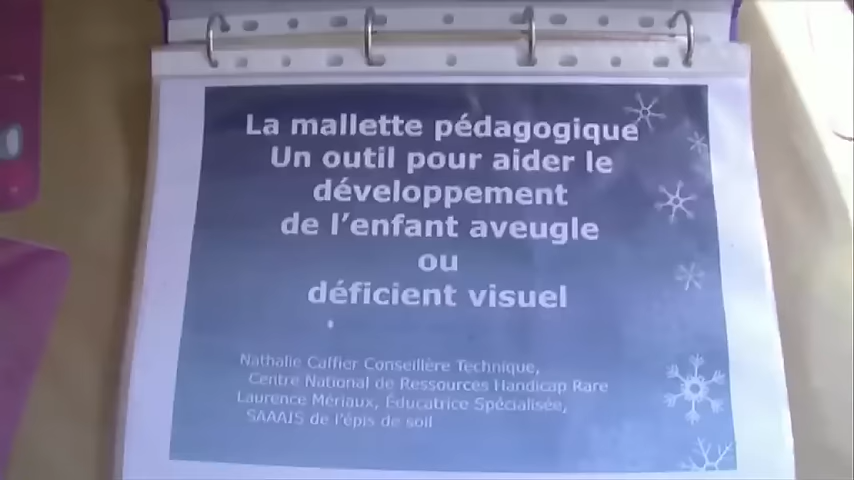 La mallette pédagogique
Un outil pour aider le
développement
de l'enfant aveugle
ou
déficient visuel
Nathalie Caffier Conseillère Technique,
Centre National de Ressources Handicap Rare
Laurence Mériaux, Éducatrice Spécialisée,
SAAAIS de l'épis de soil